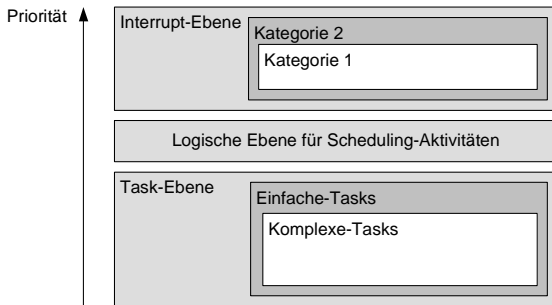 Priorität
Interrupt-Ebene
Kategorie 2
Kategorie 1
Logische Ebene für Scheduling-Aktivitäten
Task-Ebene
Einfache-Tasks
Komplexe-Tasks